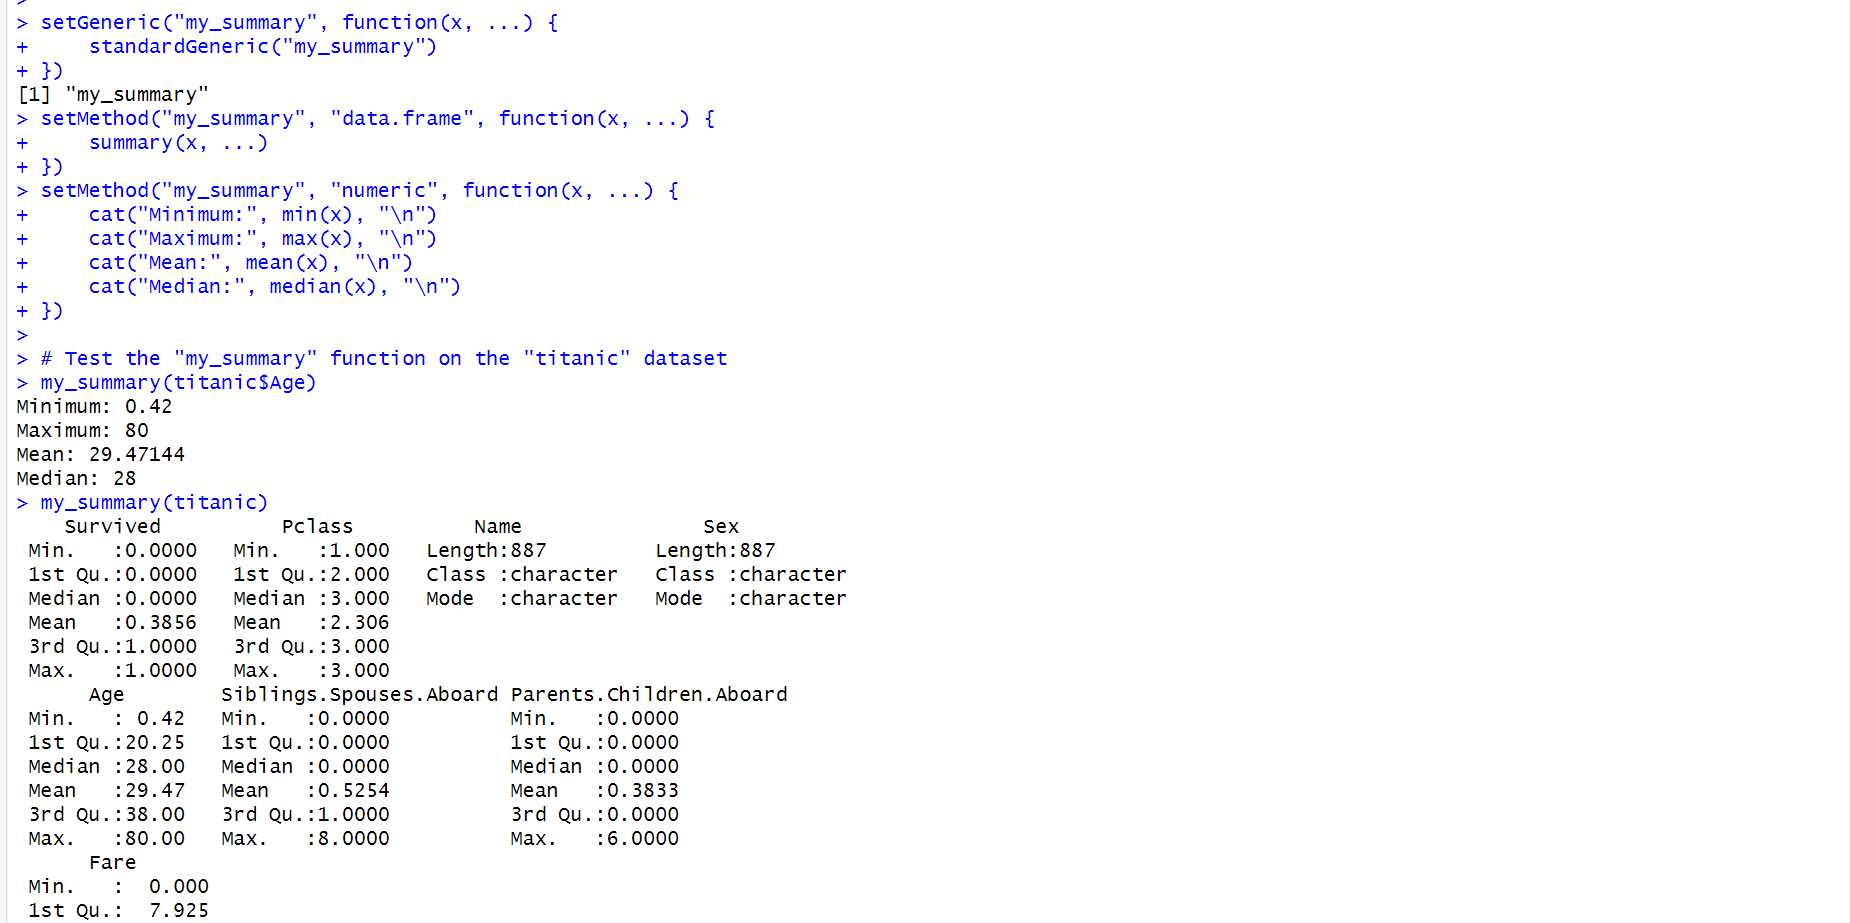 > setGeneric("my_summary", function(x, ...) {
+     standardGeneric("my_summary")
+ })
[1] "my_summary"
> setMethod("my_summary", "data.frame", function(x, ...) {
+     summary(x, ...)
+ })
> setMethod("my_summary", "numeric", function(x, ...) {
+     cat("Minimum:", min(x), "\n")
+     cat("Maximum:", max(x), "\n")
+     cat("Mean:", mean(x), "\n")
+     cat("Median:", median(x), "\n")
+ })
>
> # Test the "my_summary" function on the "titanic" dataset
> my_summary(titanic$Age)
Minimum: 0.42
Maximum: 80
Mean: 29.47144
Median: 28
> my_summary(titanic)
    Survived          Pclass          Name               Sex
 Min.   :0.0000   Min.   :1.000   Length:887         Length:887
 1st Qu.:0.0000   1st Qu.:2.000   Class :character   Class :character
 Median :0.0000   Median :3.000   Mode  :character   Mode  :character
 Mean   :0.3856   Mean   :2.306
 3rd Qu.:1.0000   3rd Qu.:3.000
 Max.   :1.0000   Max.   :3.000
      Age        Siblings.Spouses.Aboard Parents.Children.Aboard
 Min.   : 0.42   Min.   :0.0000          Min.   :0.0000
 1st Qu.:20.25   1st Qu.:0.0000          1st Qu.:0.0000
 Median :28.00   Median :0.0000          Median :0.0000
 Mean   :29.47   Mean   :0.5254          Mean   :0.3833
 3rd Qu.:38.00   3rd Qu.:1.0000          3rd Qu.:0.0000
 Max.   :80.00   Max.   :8.0000          Max.   :6.0000
      Fare
 Min.   :  0.000
 1st Qu.:  7.925